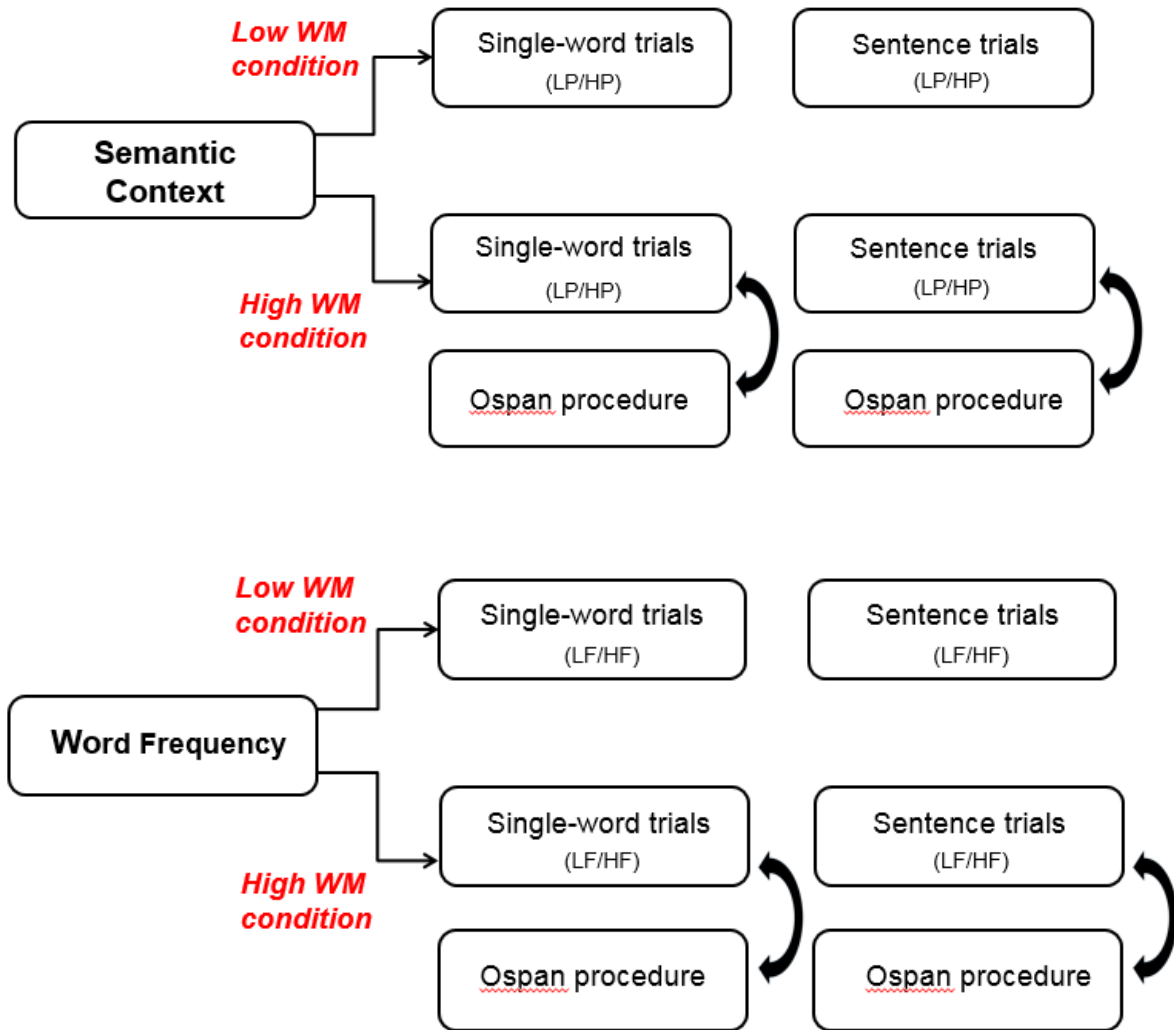 Low WM
condition
Single-word trials
(LP/HP)
Sentence trials
(LP/HP)
Semantic
Context
High WM
condition
Single-word trials
(LP/HP)
Sentence trials
(LP/HP)
Ospan procedure
Ospan procedure
Low WM
condition
Single-word trials
(LF/HF)
Sentence trials
(LF/HF)
Word Frequency
High WM
condition
Single-word trials
(LF/HF)
Sentence trials
(LF/HF)
Ospan procedure
Ospan procedure